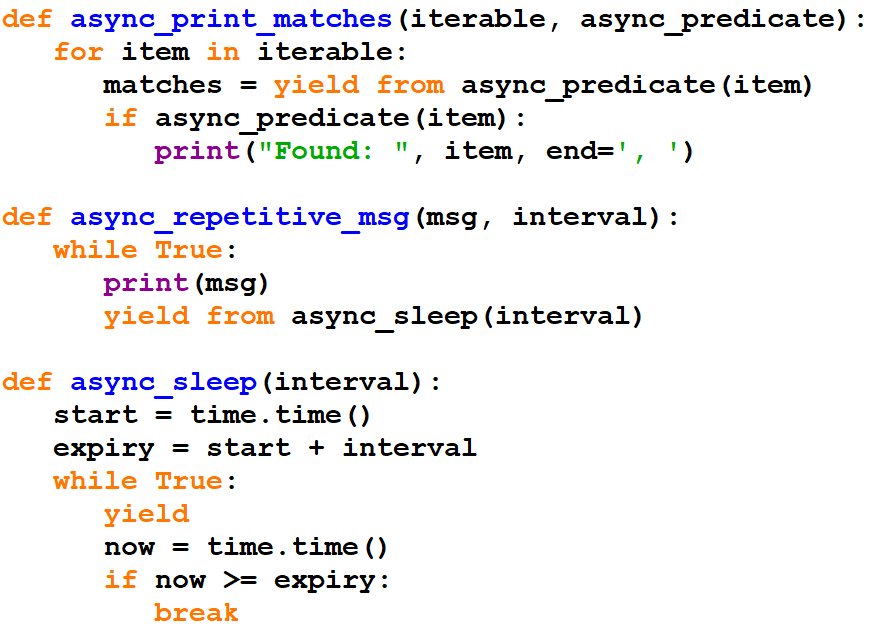 def async_print_matches(iterable, async_predicate):
   for item in iterable:
      matches = yield from async_predicate(item)
      if async_predicate(item):
         print("Found: ", item, end=', ')

def async_repetitive_msg(msg, interval):
   while True:
      print(msg)
      yield from async_sleep(interval)

def async_sleep(interval):
   start = time.time()
   expiry = start + interval
   while True:
      yield
      now = time.time()
      if now >= expiry:
         break